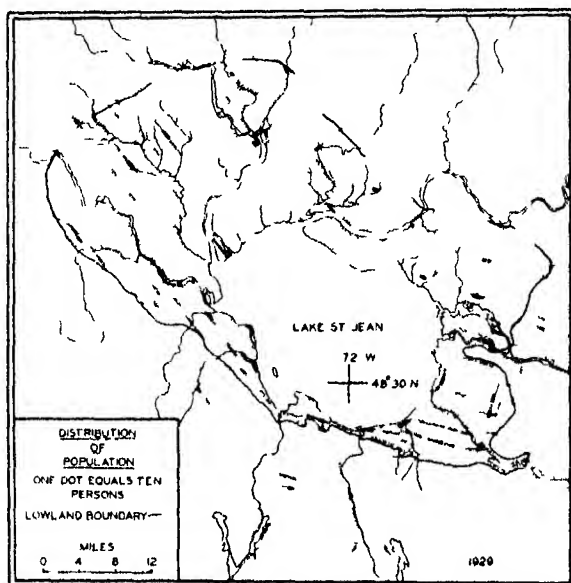 LAKE ST JEAN
72 W
48° 30 N
DISTRIBUTION
OF
POPULATION
ONE DOT EQUALS TEN
PERSONS
LOWLAND BOUNDARY—
MILES
0 4 8 12
1929